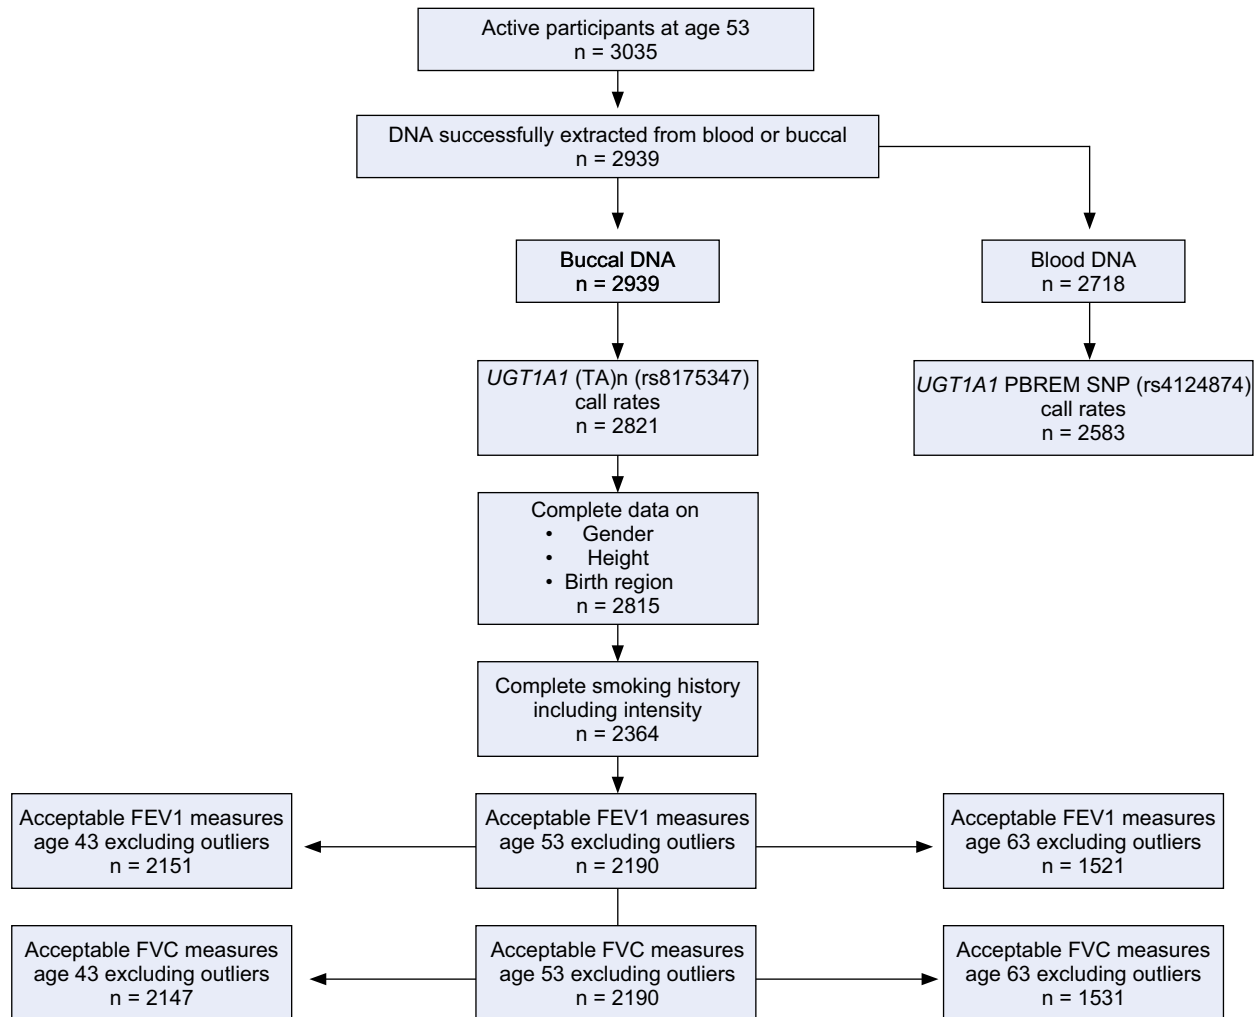 Active participants at age 53
n = 3035
DNA successfully extracted from blood or buccal
n = 2939
Buccal DNA
n = 2939
Blood DNA
n = 2718
UGT1A1 (TA)n (rs8175347)
call rates
n = 2821
UGT1A1 PBREM SNP (rs4124874)
call rates
n = 2583
Complete data on
• Gender
• Height
• Birth region
n = 2815
Complete smoking history
including intensity
n = 2364
Acceptable FEV1 measures
age 43 excluding outliers
n = 2151
Acceptable FEV1 measures
age 53 excluding outliers
n = 2190
Acceptable FEV1 measures
age 63 excluding outliers
n = 1521
Acceptable FVC measures
age 43 excluding outliers
n = 2147
Acceptable FVC measures
age 53 excluding outliers
n = 2190
Acceptable FVC measures
age 63 excluding outliers
n = 1531